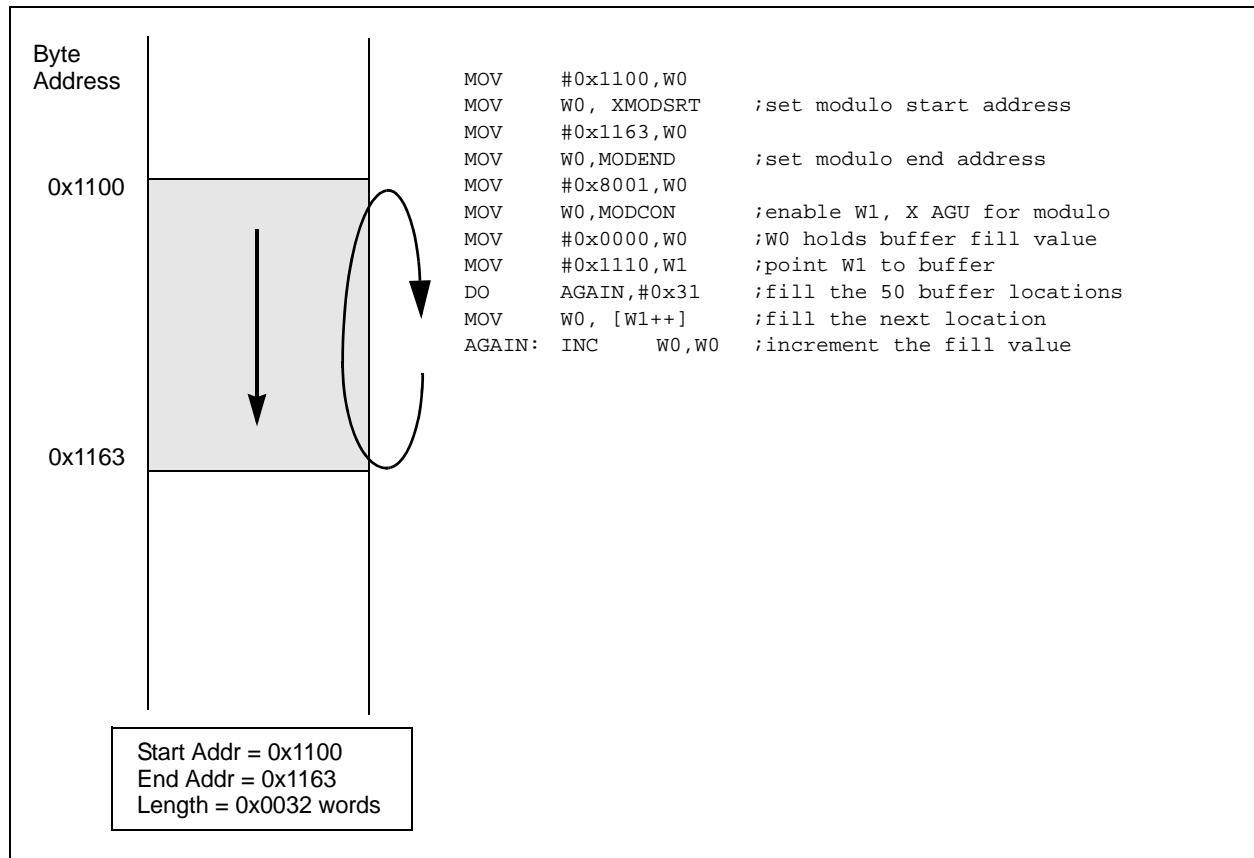 Byte
Address
0x1100
0x1163
MOV #0x1100,W0
MOV W0, XMODSRT ;set modulo start address
MOV #0x1163,W0
MOV W0,MODEND ;set modulo end address
MOV #0x8001,W0
MOV W0,MODCON ;enable W1, X AGU for modulo
MOV #0x0000,W0 ;W0 holds buffer fill value
MOV #0x1110,W1 ;point W1 to buffer
DO AGAIN,#0x31 ;fill the 50 buffer locations
MOV W0, [W1++] ;fill the next location
AGAIN: INC W0,W0 ;increment the fill value
Start Addr = 0x1100
End Addr = 0x1163
Length = 0x0032 words